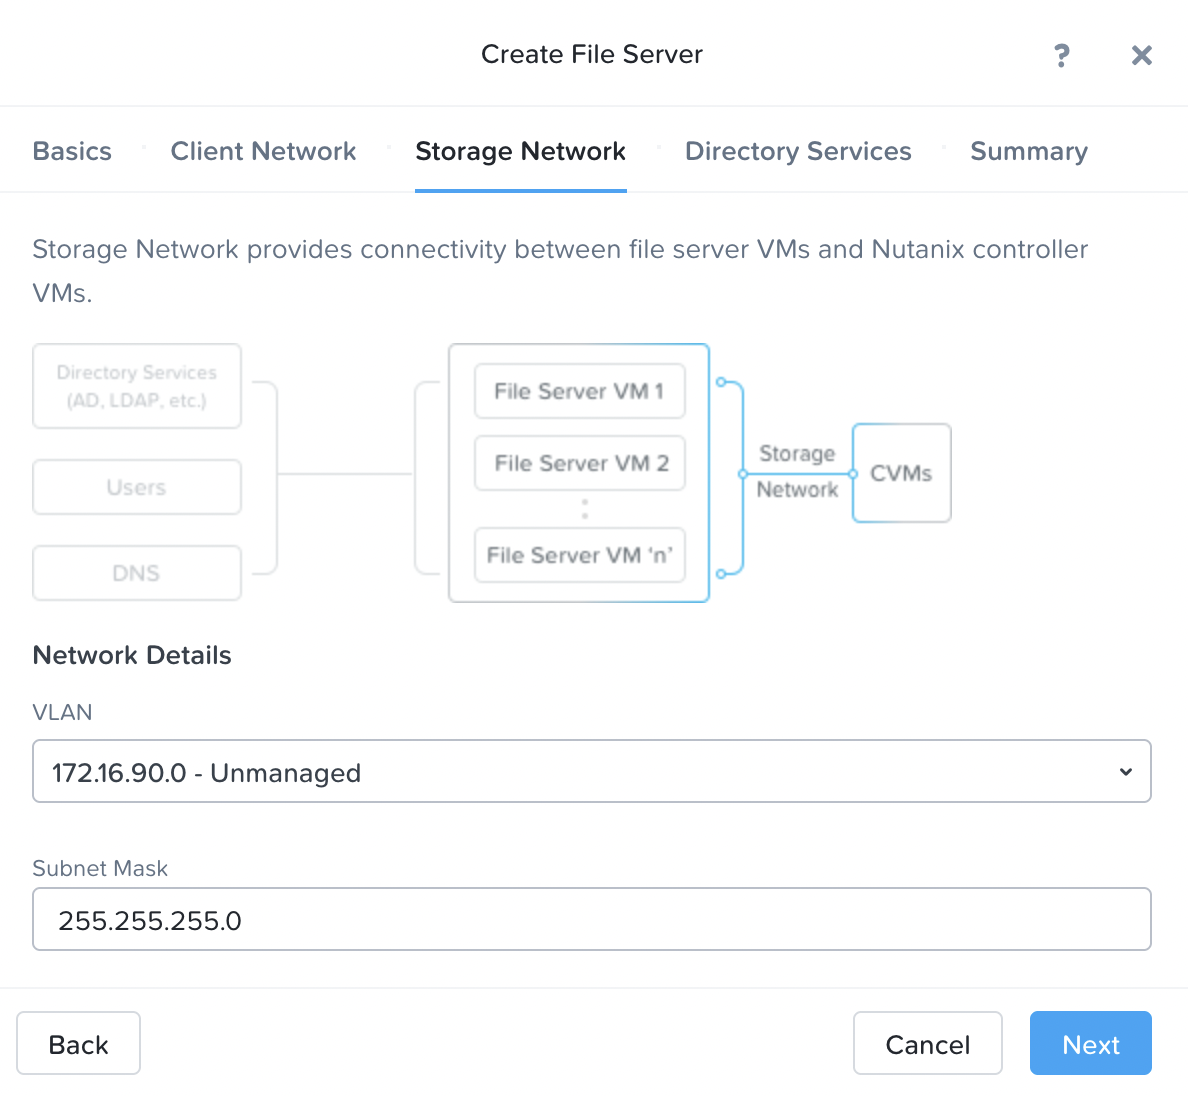 Create File Server
?
Basics
Client Network
Storage Network
Directory Services
Summary
Storage Network provides connectivity between file server VMs and Nutanix controller
VMs.
Directory Services
(AD, LDAP, etc.)
Users
DNS
File Server VM 1
File Server VM 2
File Server VM 'n'
Storage
Network
CVMs
Network Details
VLAN
172.16.90.0 - Unmanaged
Subnet Mask
255.255.255.0
Back
Cancel
Next